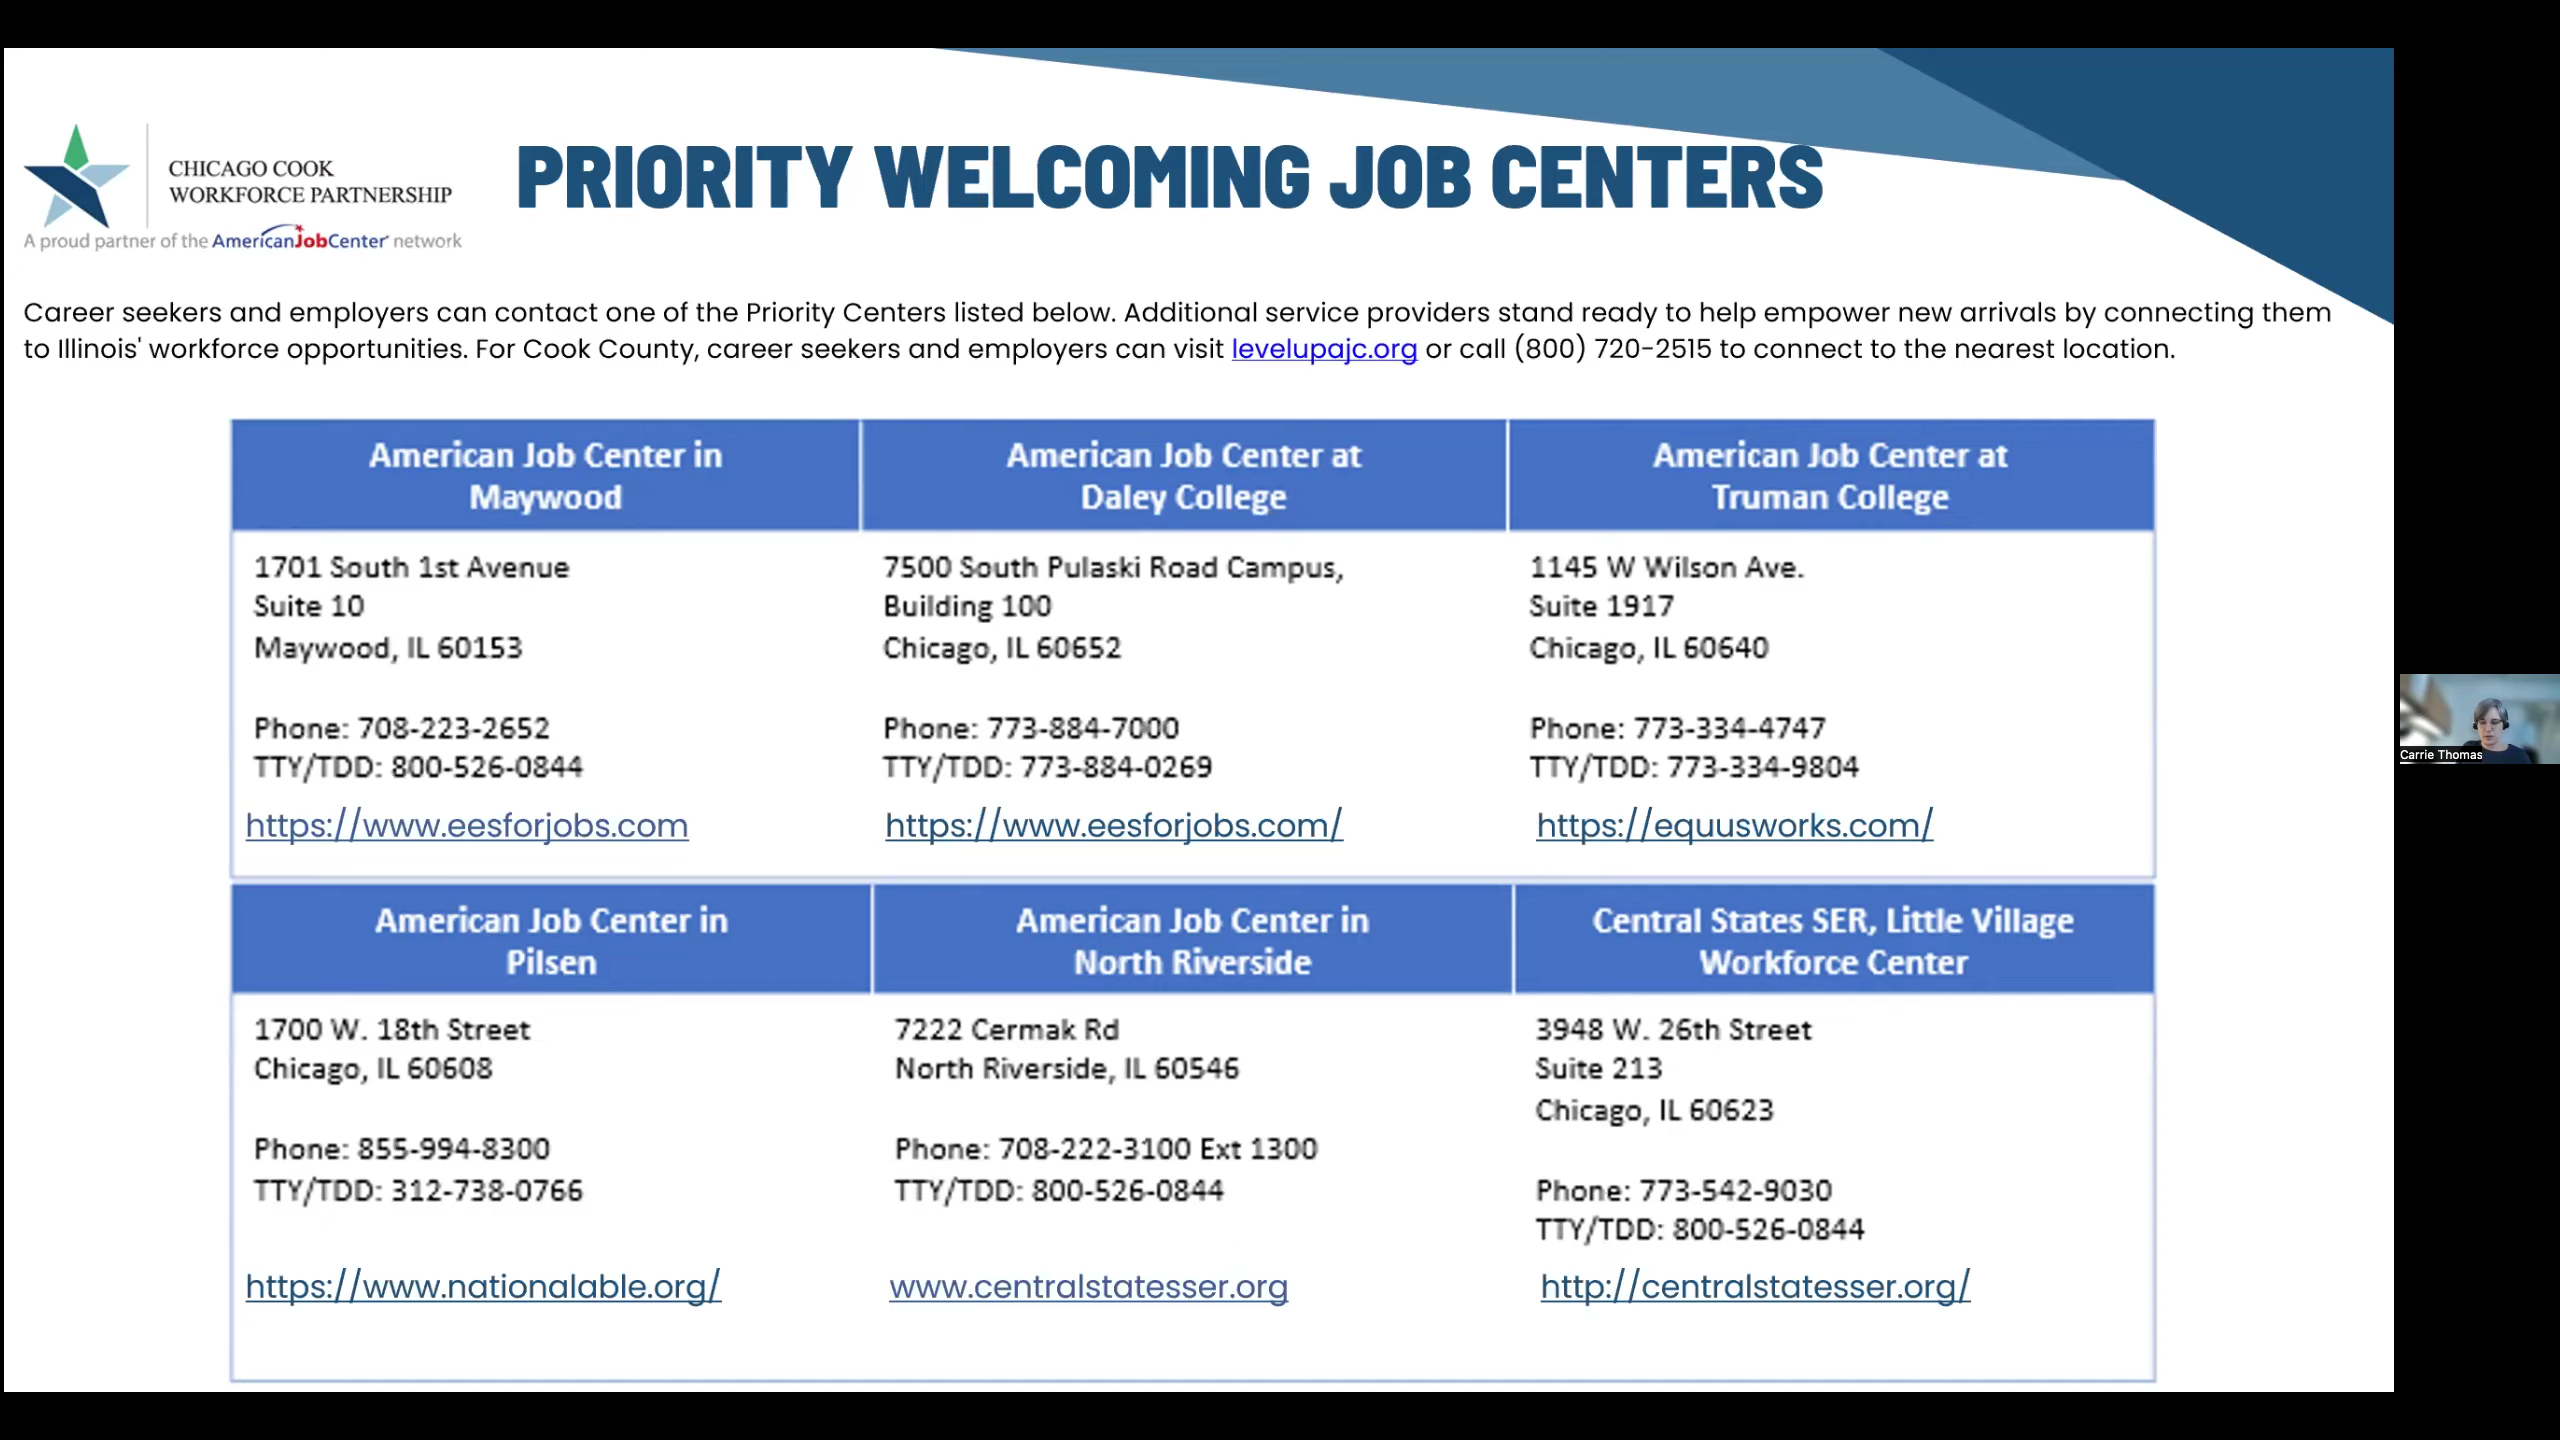 CHICAGO COOK
WORKFORCE PARTNERSHIP
A proud partner of the AmericanJobCenter network
PRIORITY WELCOMING JOB CENTERS
Career seekers and employers can contact one of the Priority Centers listed below. Additional service providers stand ready to help empower new arrivals by connecting them
to Illinois' workforce opportunities. For Cook County, career seekers and employers can visit levelupajc.org or call (800) 720-2515 to connect to the nearest location.
American Job Center in
Maywood
1701 South 1st Avenue
Suite 10
Maywood, IL 60153
Phone: 708-223-2652
TTY/TDD: 800-526-0844
https://www.eesforjobs.com
American Job Center at
Daley College
7500 South Pulaski Road Campus,
Building 100
Chicago, IL 60652
Phone: 773-884-7000
TTY/TDD: 773-884-0269
https://www.eesforjobs.com/
American Job Center at
Truman College
1145 W Wilson Ave.
Suite 1917
Chicago, IL 60640
Phone: 773-334-4747
TTY/TDD: 773-334-9804
https://equusworks.com/
American Job Center in
Pilsen
1700 W. 18th Street
Chicago, IL 60608
Phone: 855-994-8300
TTY/TDD: 312-738-0766
https://www.nationalable.org/
American Job Center in
North Riverside
7222 Cermak Rd
North Riverside, IL 60546
Phone: 708-222-3100 Ext 1300
TTY/TDD: 800-526-0844
www.centralstatesser.org
Central States SER, Little Village
Workforce Center
3948 W. 26th Street
Suite 213
Chicago, IL 60623
Phone: 773-542-9030
TTY/TDD: 800-526-0844
http://centralstatesser.org/
Carrie Thomas